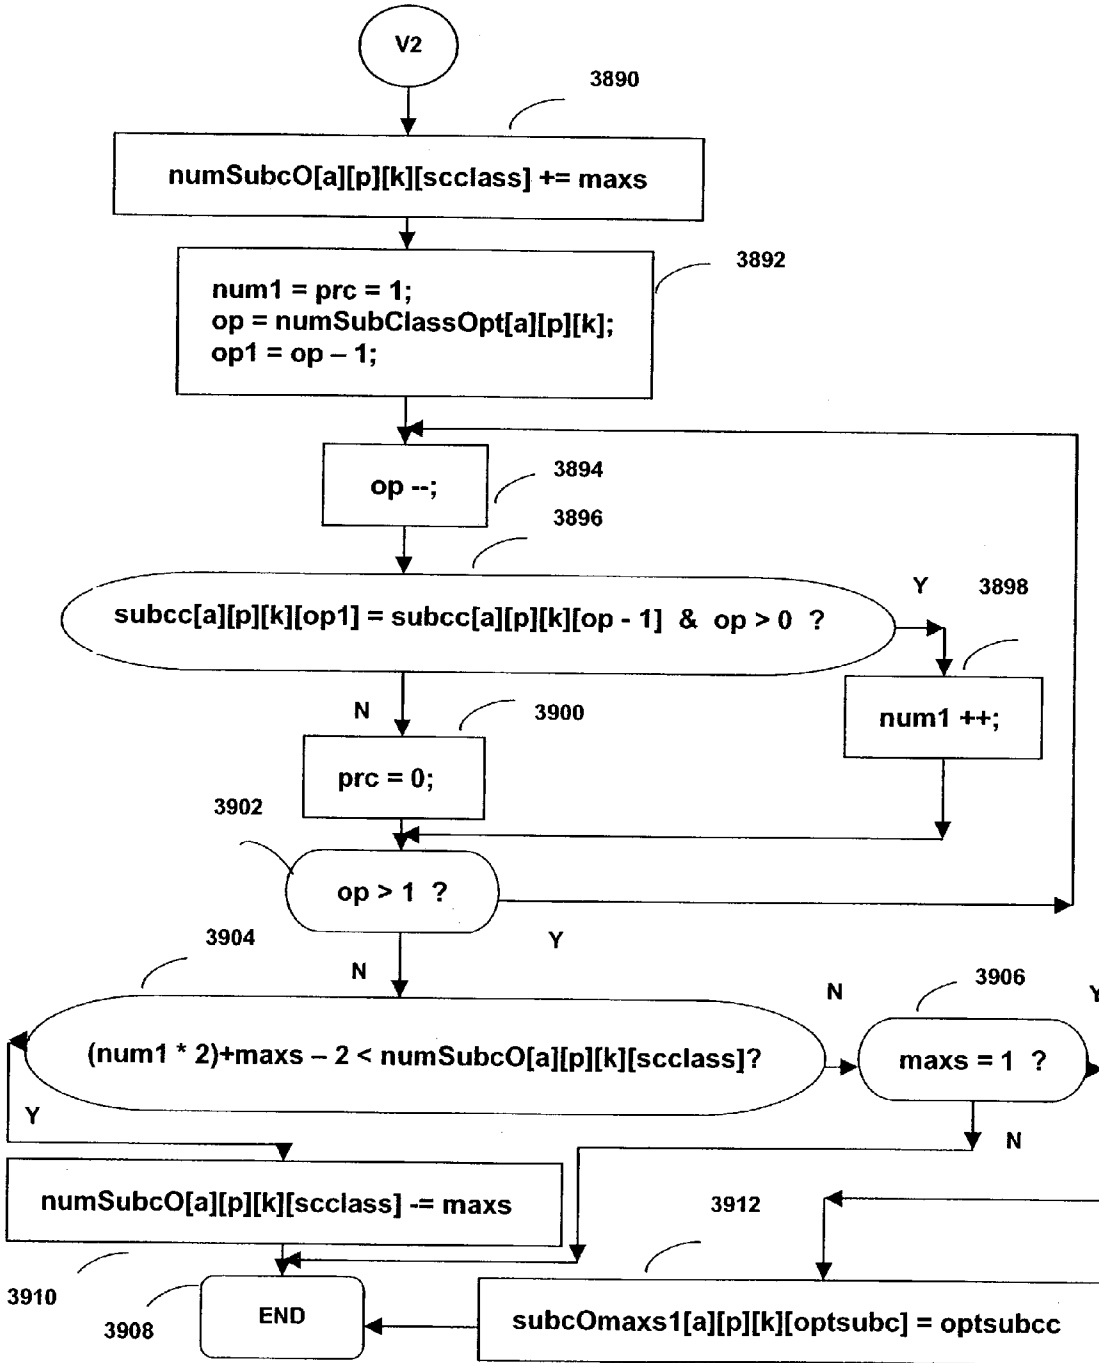 V2
3890
numSubcO[a][p][k][scclass] += maxs
3892
num1 = prc = 1;
op = numSubClassOpt[a][p][k];
op1 = op – 1;
3894
op --;
3896
subcc[a][p][k][op1] = subcc[a][p][k][op - 1] & op > 0 ?
Y
3898
num1 ++;
N
3900
prc = 0;
3902
op > 1 ?
Y
3904
N
(num1 * 2)+maxs – 2 < numSubcO[a][p][k][scclass]?
N
3906
Y
maxs = 1 ?
Y
N
numSubcO[a][p][k][scclass] -= maxs
3912
3910
3908
END
subcOmaxs1[a][p][k][optsubc] = optsubcc